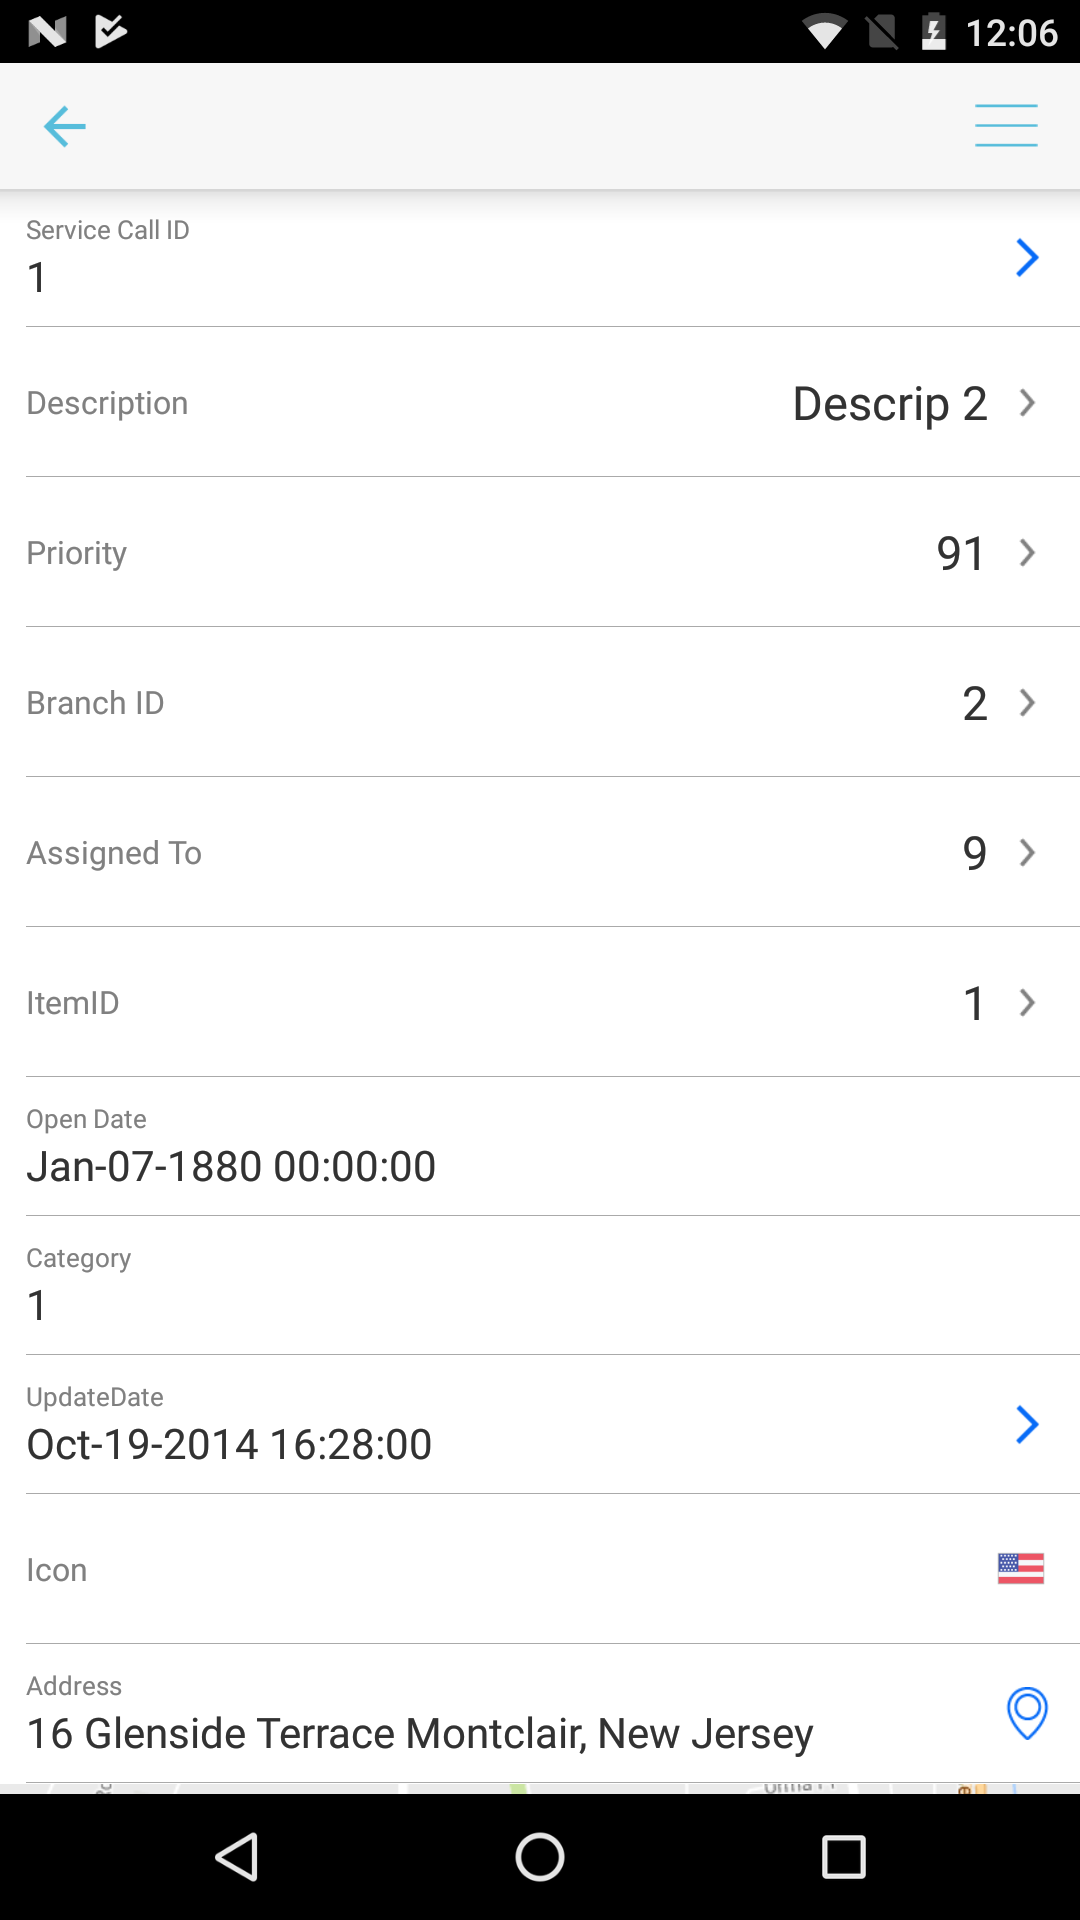 12:06
Service Call ID
1
Description
Descrip 2
Priority
91
Branch ID
2
Assigned To
9
ItemID
1
Open Date
Jan-07-1880 00:00:00
Category
1
UpdateDate
Oct-19-2014 16:28:00
Icon
Address
16 Glenside Terrace Montclair, New Jersey